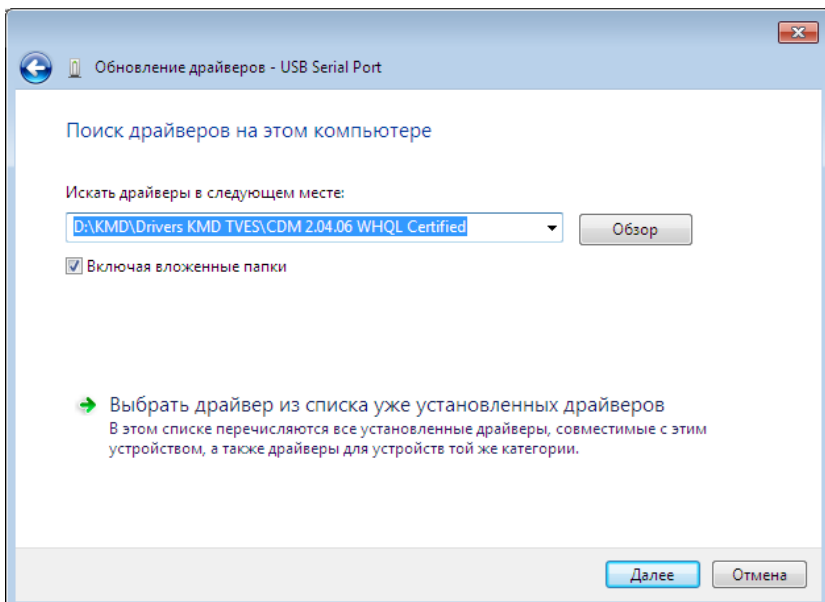 Обновление драйверов - USB Serial Port
Поиск драйверов на этом компьютере
Искать драйверы в следующем месте:
D:\KMD\Drivers KMD TVES\CDM 2.04.06 WHQL Certified
Обзор
Включая вложенные папки
Выбрать драйвер из списка уже установленных драйверов
В этом списке перечисляются все установленные драйверы, совместимые с этим
устройством, а также драйверы для устройств той же категории.
Далее
Отмена